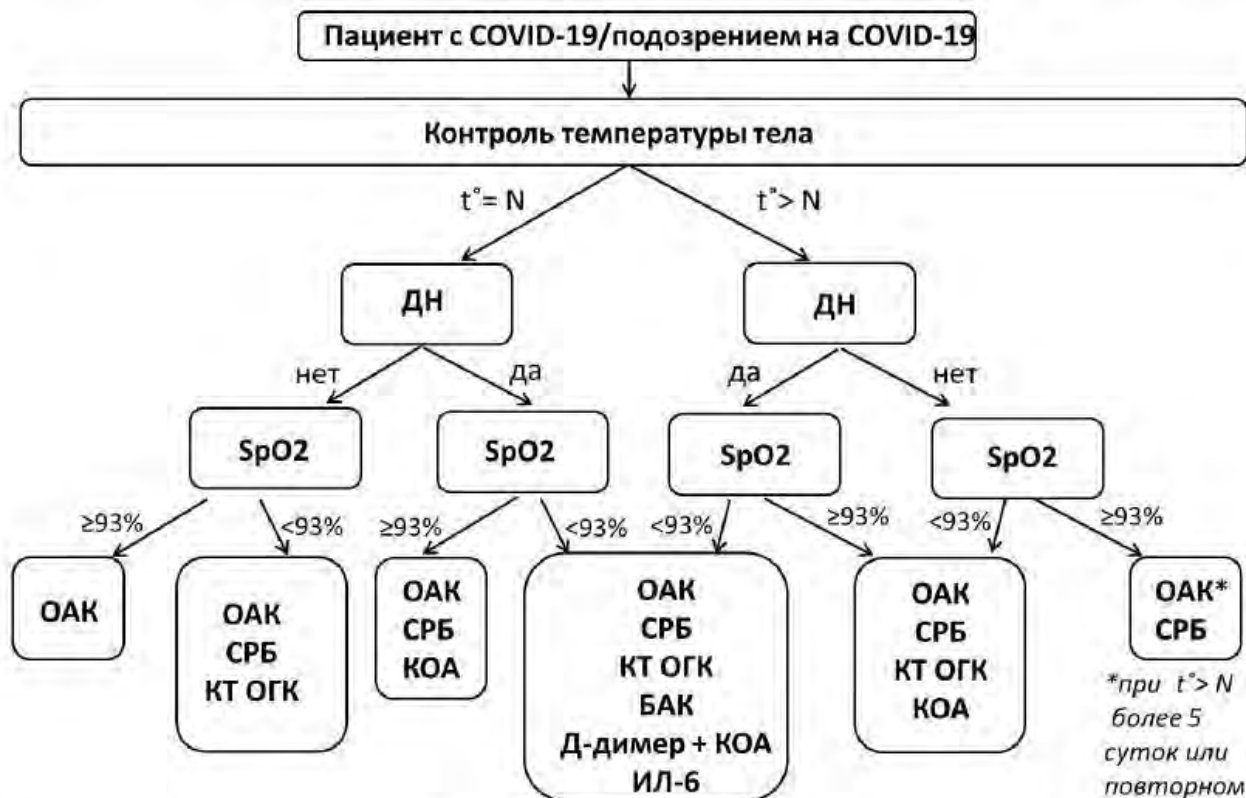 Пациент с COVID-19/подозрением на COVID-19
Контроль температуры тела
t°= N
t°> N
ДН
ДН
нет
да
да
нет
SpO2
SpO2
SpO2
SpO2
≥93%
<93%
≥93%
<93%
<93%
≥93%
<93%
≥93%
ОАК
ОАК
СРБ
КТ ОГК
ОАК
СРБ
КОА
ОАК
СРБ
КТ ОГК
БАК
Д-димер + КОА
ИЛ-6
ОАК
СРБ
КТ ОГК
КОА
ОАК*
СРБ
*при t°> N
более 5
суток или
повторном